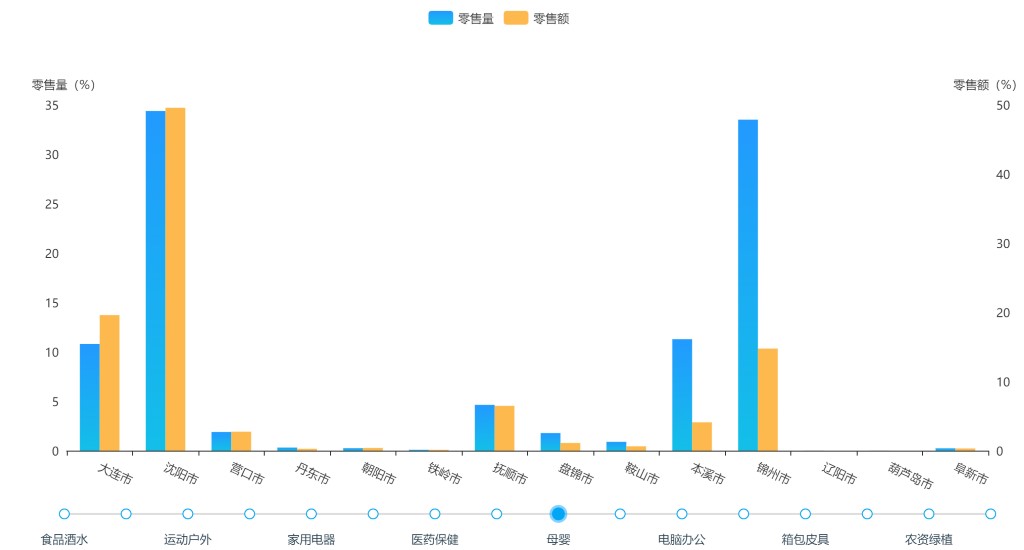 零售量 零售额
零售量（%） 零售额（%）
35 50
30
25 40
20 30
15 20
10
5 10
0 0
大连市 沈阳市 营口市 丹东市 朝阳市 铁岭市 抚顺市 盘锦市 鞍山市 本溪市 锦州市 辽阳市 葫芦岛市 阜新市
食品酒水 运动户外 家用电器 医药保健 母婴 电脑办公 箱包皮具 农资绿植